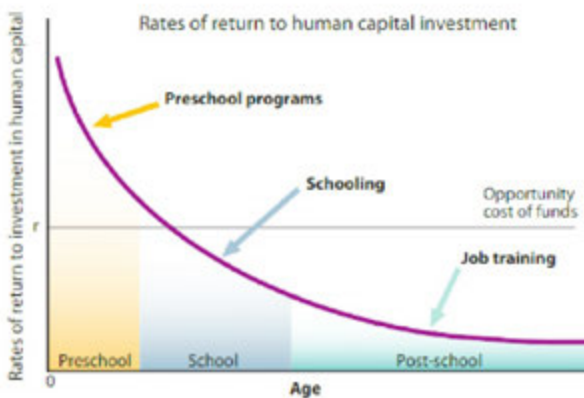 Rates of return to human capital investment
Rates of return to investment in human capital
Preschool programs
Schooling
Opportunity
cost of funds
r
Job training
Preschool
School
Post-school
0
Age